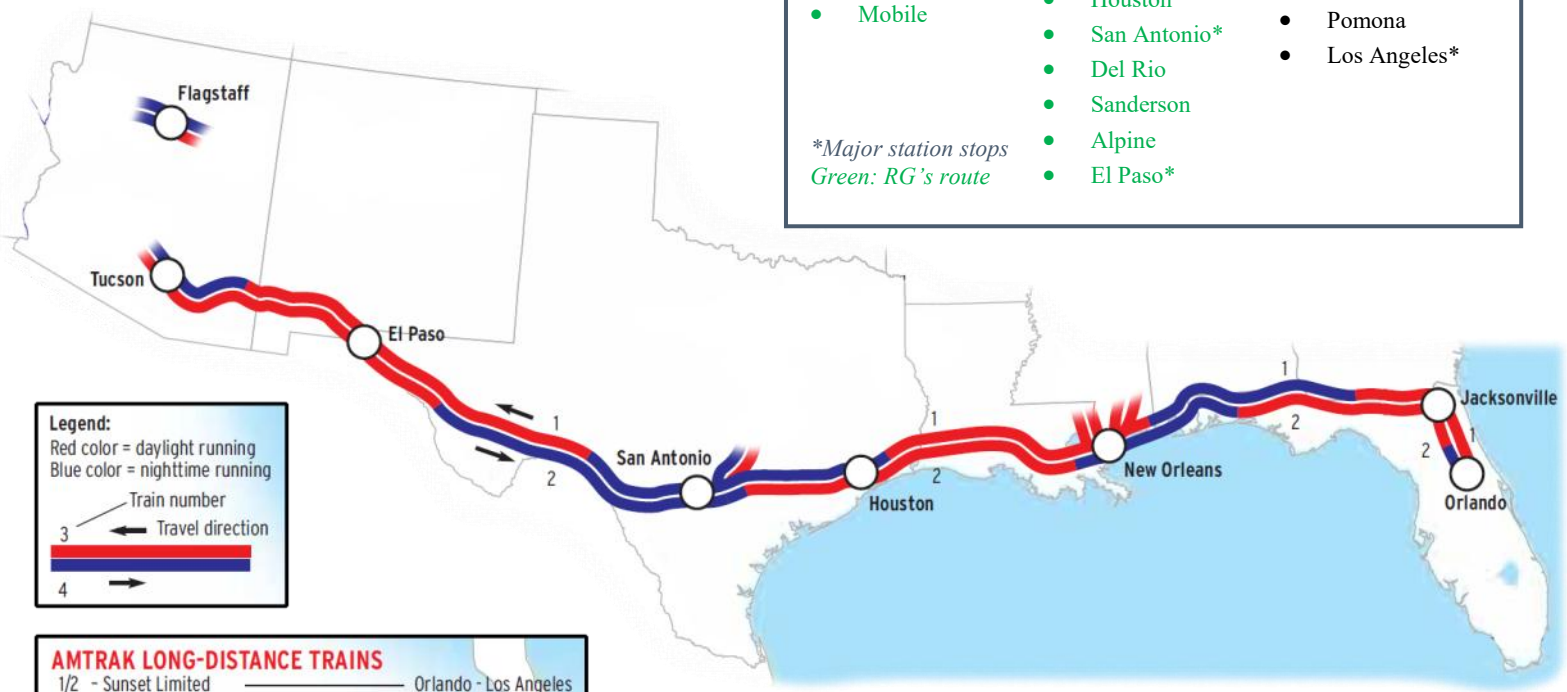 Mobile
*Major station stops
Green: RG's route
Houston
San Antonio*
Del Rio
Sanderson
Alpine
El Paso*
Pomona
Los Angeles*
Flagstaff
Tucson
El Paso
San Antonio
Houston
New Orleans
Jacksonville
Orlando
1
2
1
2
1
2
1
2
Legend:
Red color = daylight running
Blue color = nighttime running
Train number
3
Travel direction
4
AMTRAK LONG-DISTANCE TRAINS
1/2 - Sunset Limited Orlando - Los Angeles